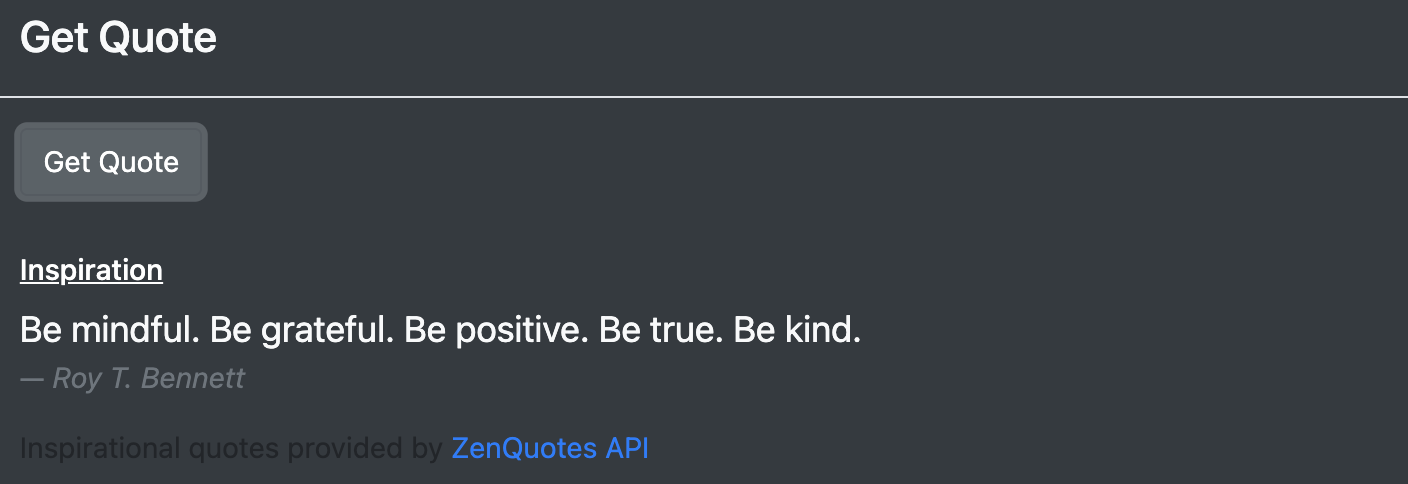 Get Quote
Get Quote
Inspiration
Be mindful. Be grateful. Be positive. Be true. Be kind.
— Roy T. Bennett
Inspirational quotes provided by ZenQuotes API